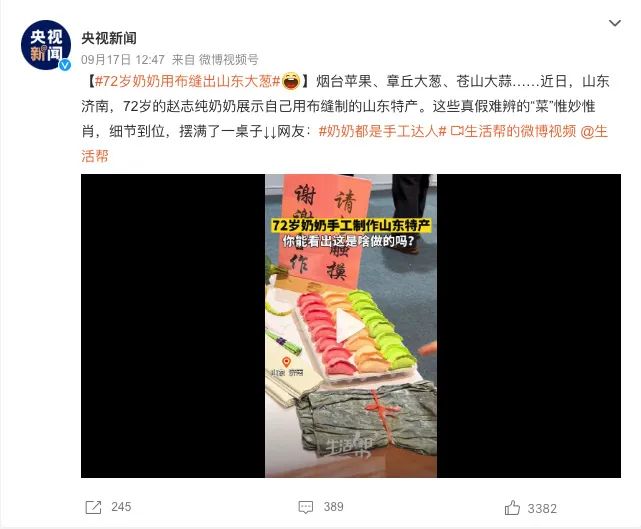 央视
新闻
央视新闻
09月17日 12:47 来自 微博视频号
【#72岁奶奶用布缝出山东大葱#】烟台苹果、章丘大葱、苍山大蒜……近日，山东
济南，72岁的赵志纯奶奶展示自己用布缝制的山东特产。这些真假难辨的“菜”惟妙惟
肖，细节到位，摆满了一桌子↓↓网友：#奶奶都是手工达人# 生活帮的微博视频 @生
活帮
请 触摸
谢谢 作
72岁奶奶手工制作山东特产
你能看出这是啥做的吗？
山东 济南
生活帮
245
389
3382